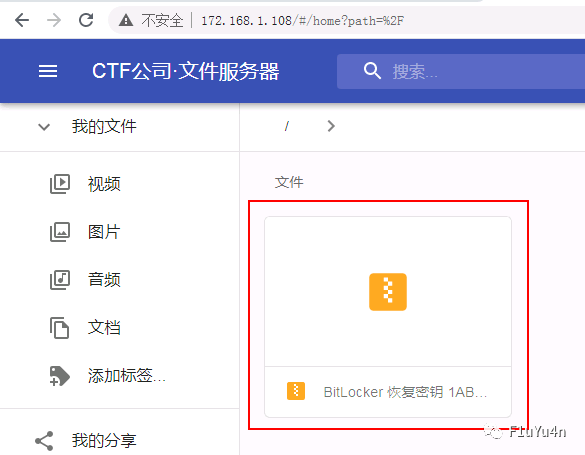 不安全 172.168.1.108/#/home?path=%2F
CTF公司·文件服务器
搜索...
我的文件
/
文件
视频
图片
音频
文档
添加标签...
BitLocker 恢复密钥 1AB...
我的分享
F1uYu4n